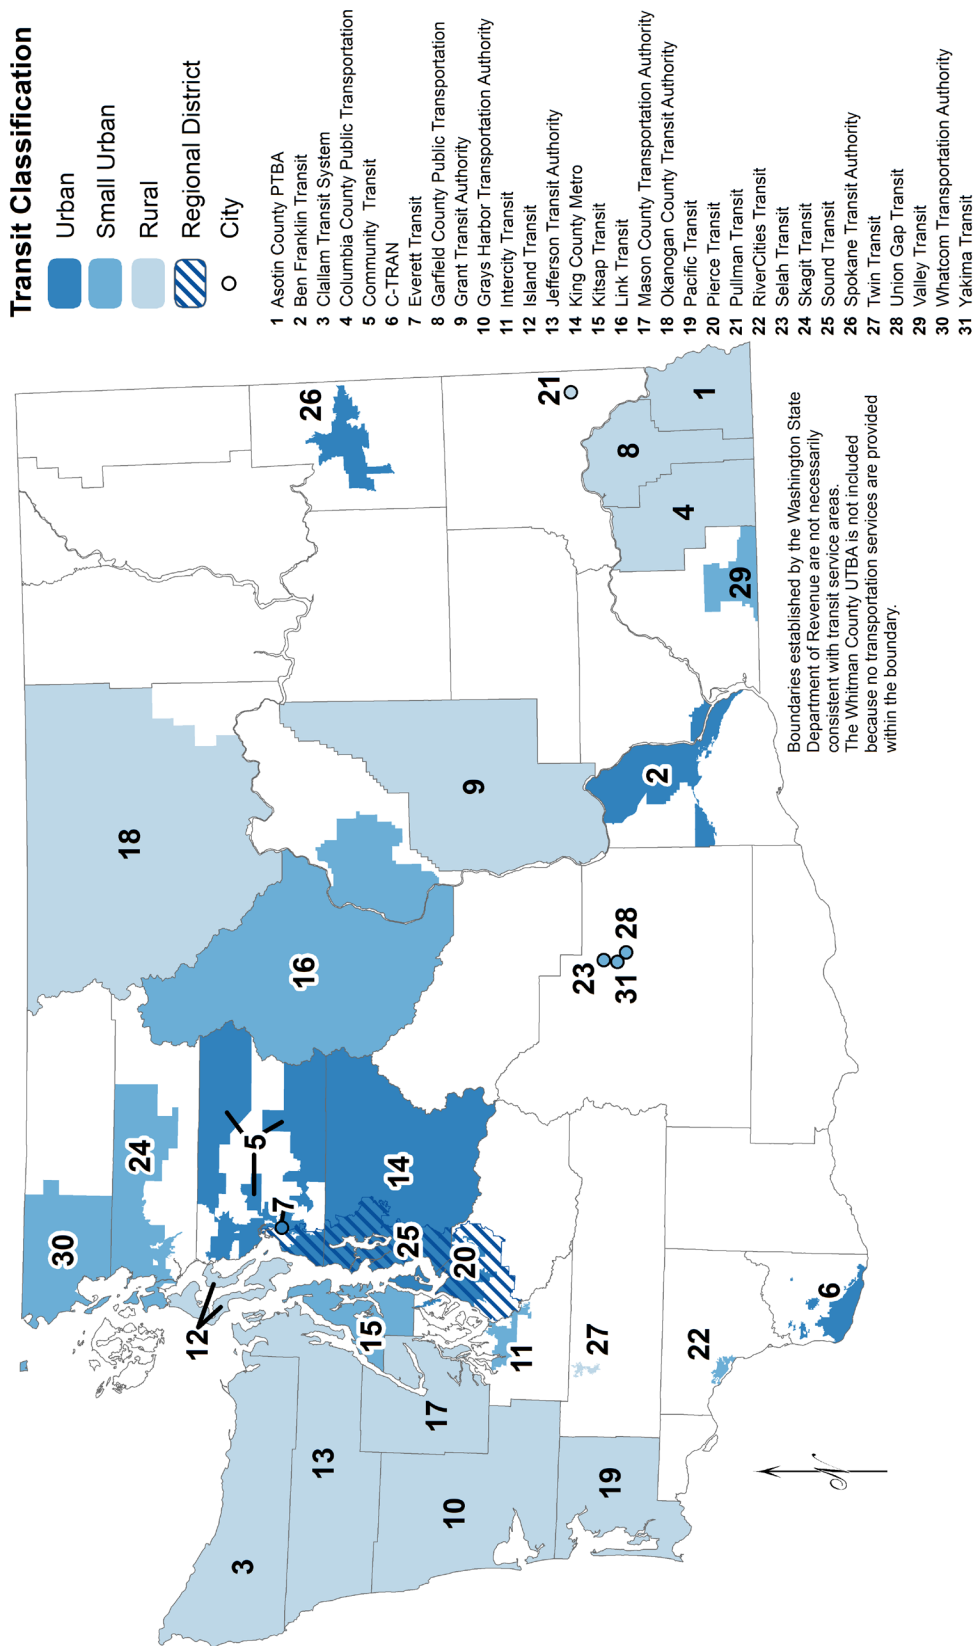 Transit Classification
Urban
Small Urban
Rural
Regional District
City
1 Asotin County PTBA
2 Ben Franklin Transit
3 Clallam Transit System
4 Columbia County Public Transportation
5 Community Transit
6 C-TRAN
7 Everett Transit
8 Garfield County Public Transportation
9 Grant Transit Authority
10 Grays Harbor Transportation Authority
11 Intercity Transit
12 Island Transit
13 Jefferson Transit Authority
14 King County Metro
15 Kitsap Transit
16 Link Transit
17 Mason County Transportation Authority
18 Okanogan County Transit Authority
19 Pacific Transit
20 Pierce Transit
21 Pullman Transit
22 RiverCities Transit
23 Selah Transit
24 Skagit Transit
25 Sound Transit
26 Spokane Transit Authority
27 Twin Transit
28 Union Gap Transit
29 Valley Transit
30 Whatcom Transportation Authority
31 Yakima Transit
30
18
24
12
5
7
26
3
16
13
15
25
14
17
20
9
10
11
21
23
31
28
19
27
2
8
4
1
22
29
6
N
Boundaries established by the Washington State
Department of Revenue are not necessarily
consistent with transit service areas.
The Whitman County UTBA is not included
because no transportation services are provided
within the boundary.